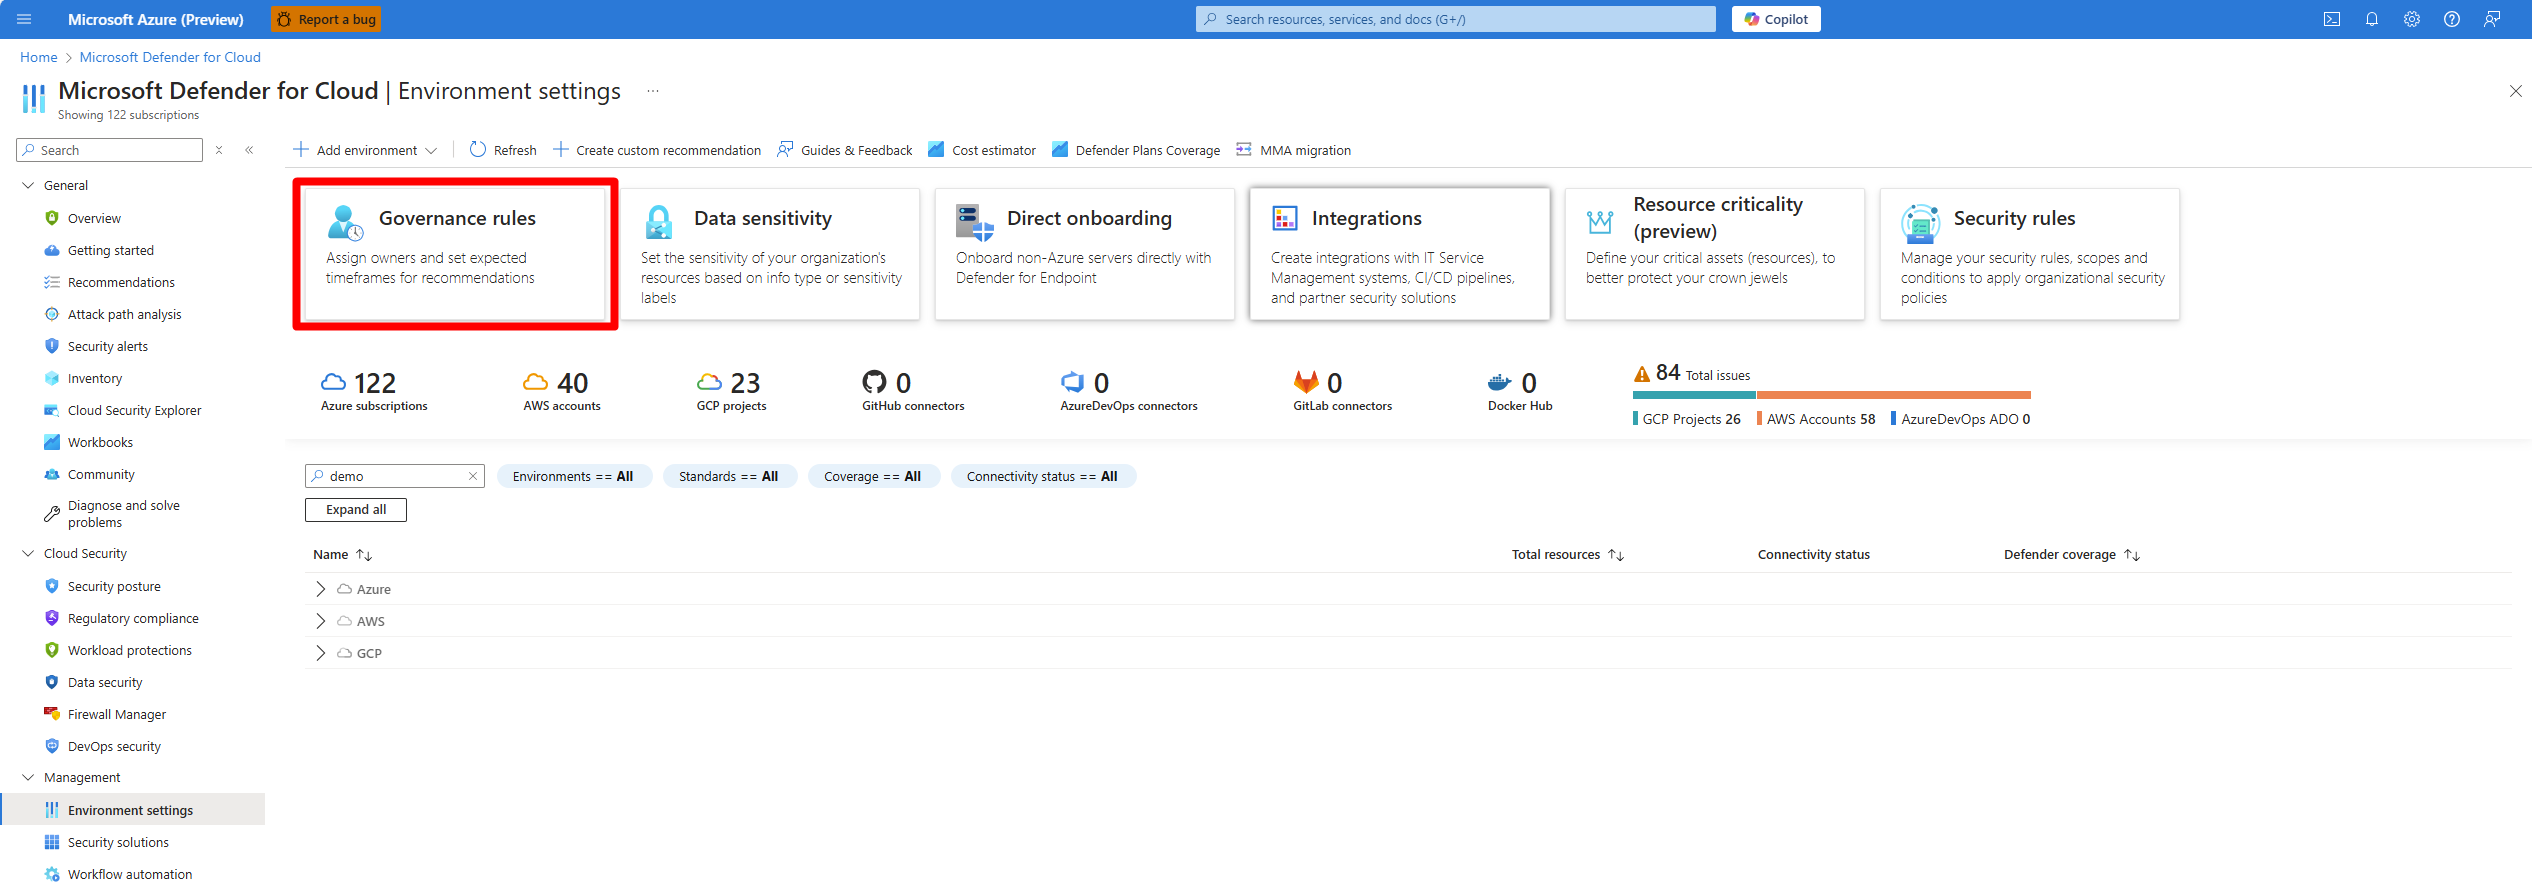 Microsoft Azure (Preview)
Report a bug
Search resources, services, and docs (G+/)
Copilot
Home > Microsoft Defender for Cloud
Microsoft Defender for Cloud | Environment settings ...
Showing 122 subscriptions
Search
Add environment
Refresh
Create custom recommendation
Guides & Feedback
Cost estimator
Defender Plans Coverage
MMA migration
General
Overview
Getting started
Recommendations
Attack path analysis
Security alerts
Inventory
Cloud Security Explorer
Workbooks
Community
Diagnose and solve
problems
Cloud Security
Security posture
Regulatory compliance
Workload protections
Data security
Firewall Manager
DevOps security
Management
Environment settings
Security solutions
Workflow automation
Governance rules
Assign owners and set expected
timeframes for recommendations
Data sensitivity
Set the sensitivity of your organization's
resources based on info type or sensitivity
labels
Direct onboarding
Onboard non-Azure servers directly with
Defender for Endpoint
Integrations
Create integrations with IT Service
Management systems, CI/CD pipelines,
and partner security solutions
Resource criticality
(preview)
Define your critical assets (resources), to
better protect your crown jewels
Security rules
Manage your security rules, scopes and
conditions to apply organizational security
policies
122
Azure subscriptions
40
AWS accounts
23
GCP projects
0
GitHub connectors
0
AzureDevOps connectors
0
GitLab connectors
0
Docker Hub
84 Total issues
GCP Projects 26
AWS Accounts 58
AzureDevOps ADO 0
demo
Environments == All
Standards == All
Coverage == All
Connectivity status == All
Expand all
Name
Total resources
Connectivity status
Defender coverage
Azure
AWS
GCP